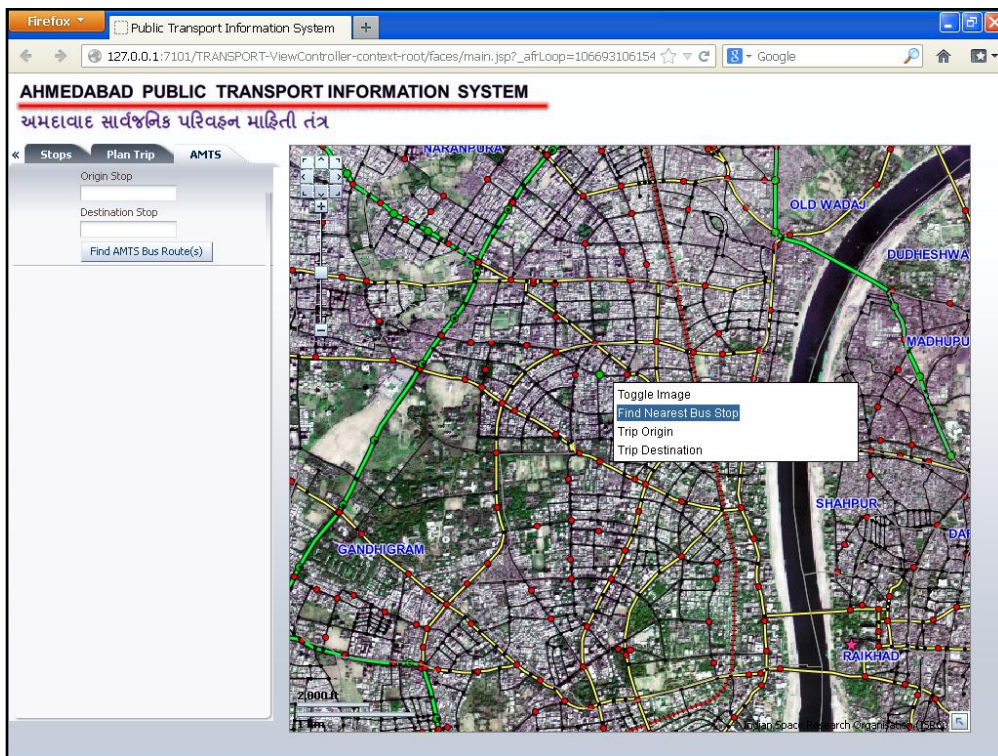 Firefox
Public Transport Information System
127.0.0.1:7101/TRANSPORT-ViewController-context-root/faces/main.jsp?_afrLoop=106693106154
Google
AHMEDABAD PUBLIC TRANSPORT INFORMATION SYSTEM
અમદાવાદ સાર્વજનિક પરિવહન માહિતી તંત્ર
« Stops Plan Trip AMTS
Origin Stop
Destination Stop
Find AMTS Bus Route(s)
NARANPURA
OLD WADAJ
DUDHESHWA
MADHUPU
Toggle Image
Find Nearest Bus Stop
Trip Origin
Trip Destination
SHAHPUR
GANDHIGRAM
RAIKHAD
2,000 ft
Indian Space Research Organisation (ISRO)